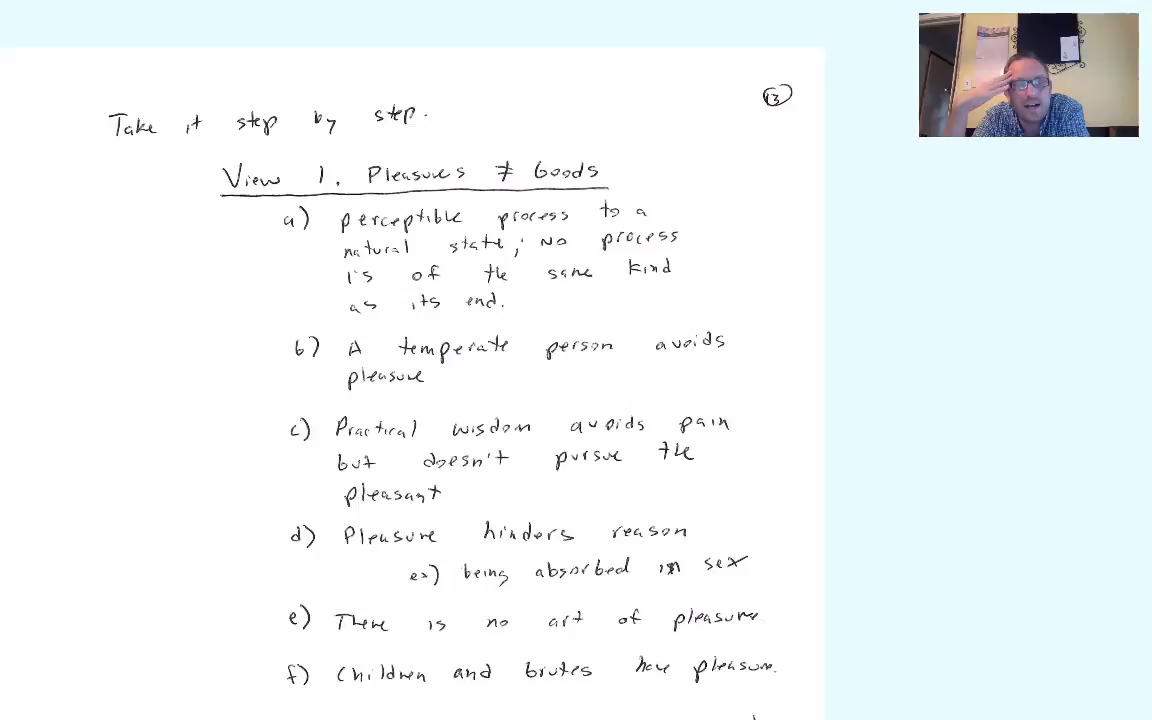 13
Take it step by step.
View 1. Pleasures ≠ Goods
a) perceptible process to a
natural state; no process
is of the same kind
as its end.
b) A temperate person avoids
pleasure
c) Practical wisdom avoids pain
but doesn't pursue the
pleasant
d) Pleasure hinders reason
ex) being absorbed in sex
e) There is no art of pleasure.
f) Children and brutes have pleasure.